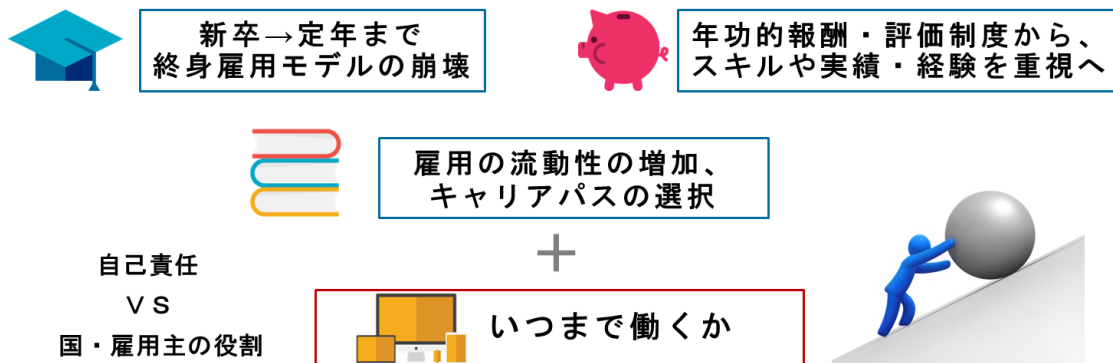 新卒→定年まで
終身雇用モデルの崩壊
年功的報酬・評価制度から、
スキルや実績・経験を重視へ
雇用の流動性の増加、
キャリアパスの選択
＋
自己責任
ＶＳ
国・雇用主の役割
いつまで働くか